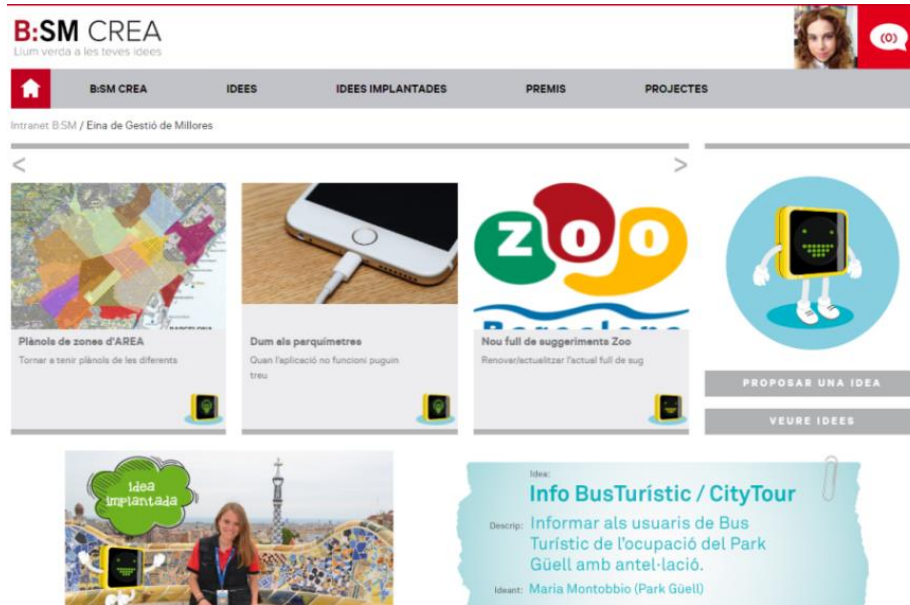 B:SM CREA
Llum verda a les teves idees
(0)
B:SM CREA IDEES IDEES IMPLANTADES PREMIS PROJECTES
Intranet B:SM / Eina de Gestió de Millores
< >
ZOO
Barcelona
BARCELONA
Plànols de zones d'AREA
Tornar a tenir plànols de les diferents
Dum als parquímetres
Quan l'aplicació no funcioni puguin
treu
Nou full de suggeriments Zoo
Renovar/actualitzar l'actual full de sug
PROPOSAR UNA IDEA
VEURE IDEES
Idea
implantada
Idea:
Info BusTurístic / CityTour
Descrip: Informar als usuaris de Bus
Turístic de l'ocupació del Park
Güell amb antel·lació.
Ideant: Maria Montobbio (Park Güell)